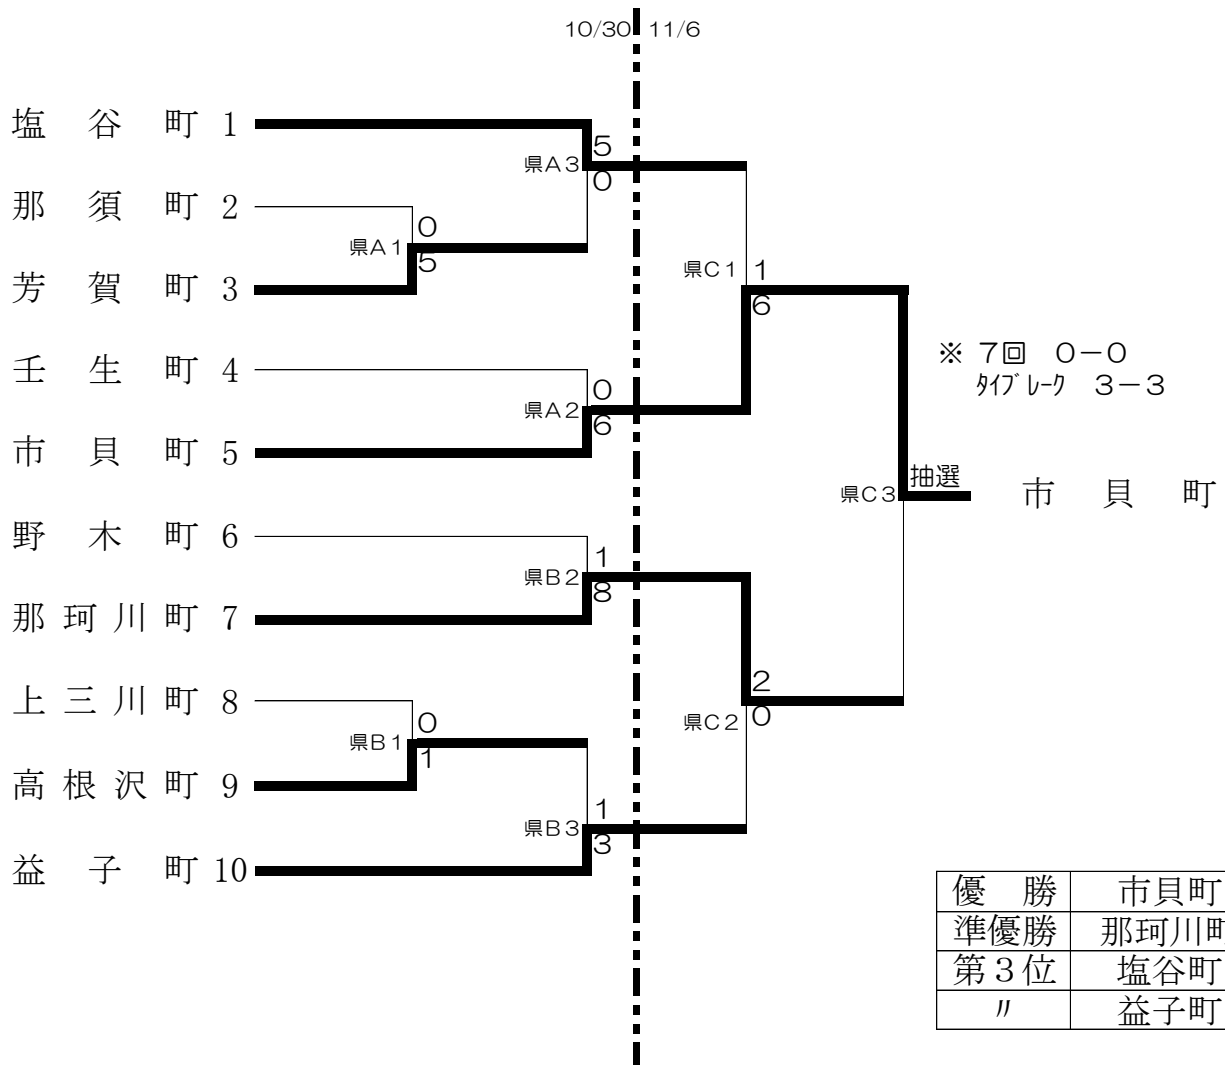 10/30 11/6
塩谷町 1
県A3
5
0
那須町 2
県A1
0
5
芳賀町 3
県C1
1
6
壬生町 4
県A2
0
6
※ 7回 0-0
タイブレーク 3-3
市貝町 5
県C3
抽選
市貝町
野木町 6
県B2
1
8
那珂川町 7
上三川町 8
県B1
0
1
県C2
2
0
高根沢町 9
県B3
1
3
益子町 10
優勝 市貝町
準優勝 那珂川町
第3位 塩谷町
〃 益子町